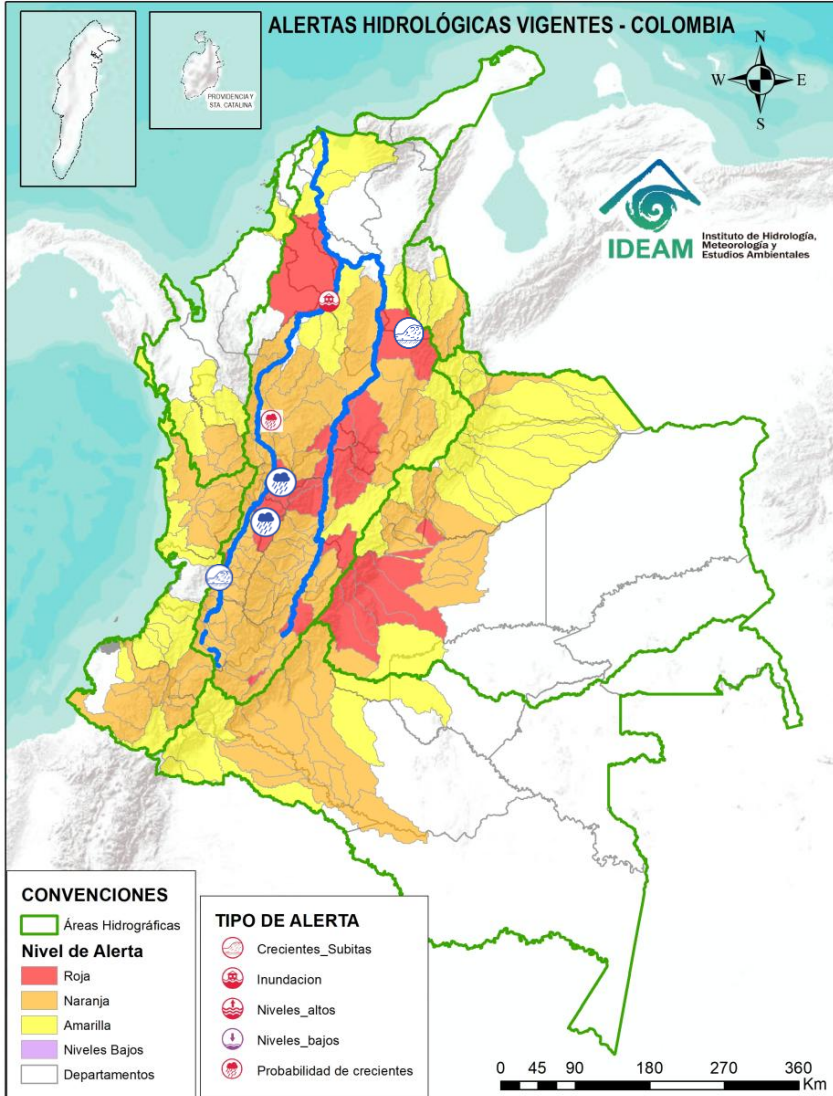 ALERTAS HIDROLÓGICAS VIGENTES - COLOMBIA
PROVIDENCIA Y
STA. CATALINA
N
W
E
S
IDEAM
Instituto de Hidrología,
Meteorología y
Estudios Ambientales
CONVENCIONES
Áreas Hidrográficas
Nivel de Alerta
Roja
Naranja
Amarilla
Niveles Bajos
Departamentos
TIPO DE ALERTA
Crecientes_Subitas
Inundacion
Niveles_altos
Niveles_bajos
Probabilidad de crecientes
0 45 90 180 270 360
Km